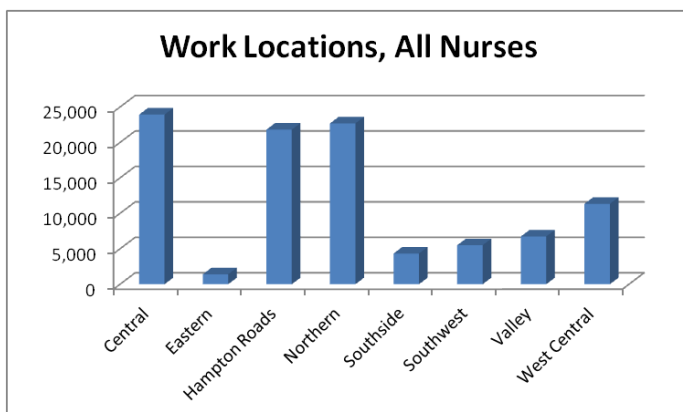 Work Locations, All Nurses
25,000
20,000
15,000
10,000
5,000
0
Central
Eastern
Hampton Roads
Northern
Southside
Southwest
Valley
West Central